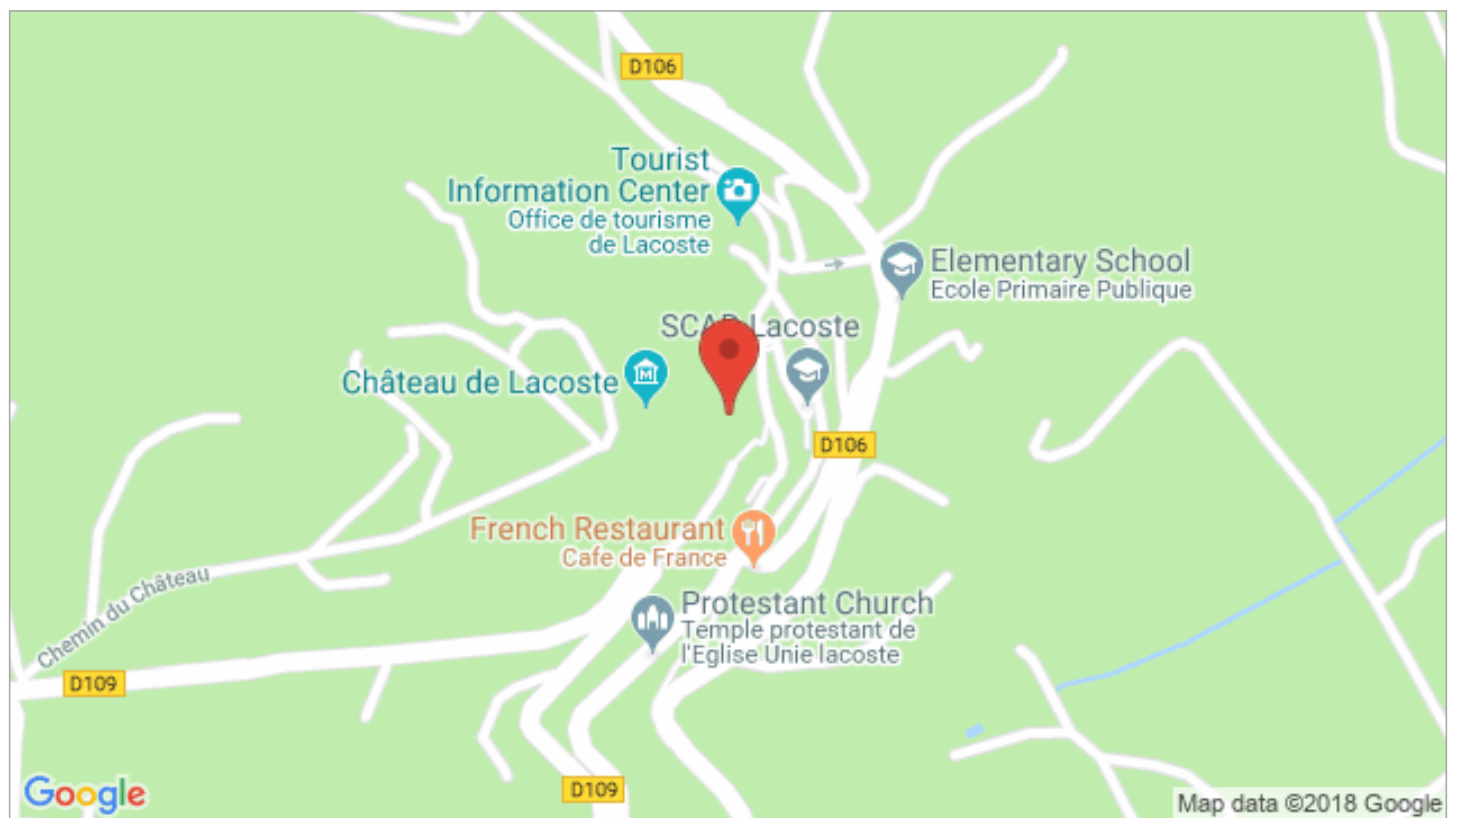 D106
Tourist
Information Center
Office de tourisme
de Lacoste
Elementary School
Ecole Primaire Publique
SCAD Lacoste
Château de Lacoste
D106
French Restaurant
Cafe de France
Chemin du Château
Protestant Church
Temple protestant de
l'Eglise Unie lacoste
D109
D109
Google
Map data ©2018 Google